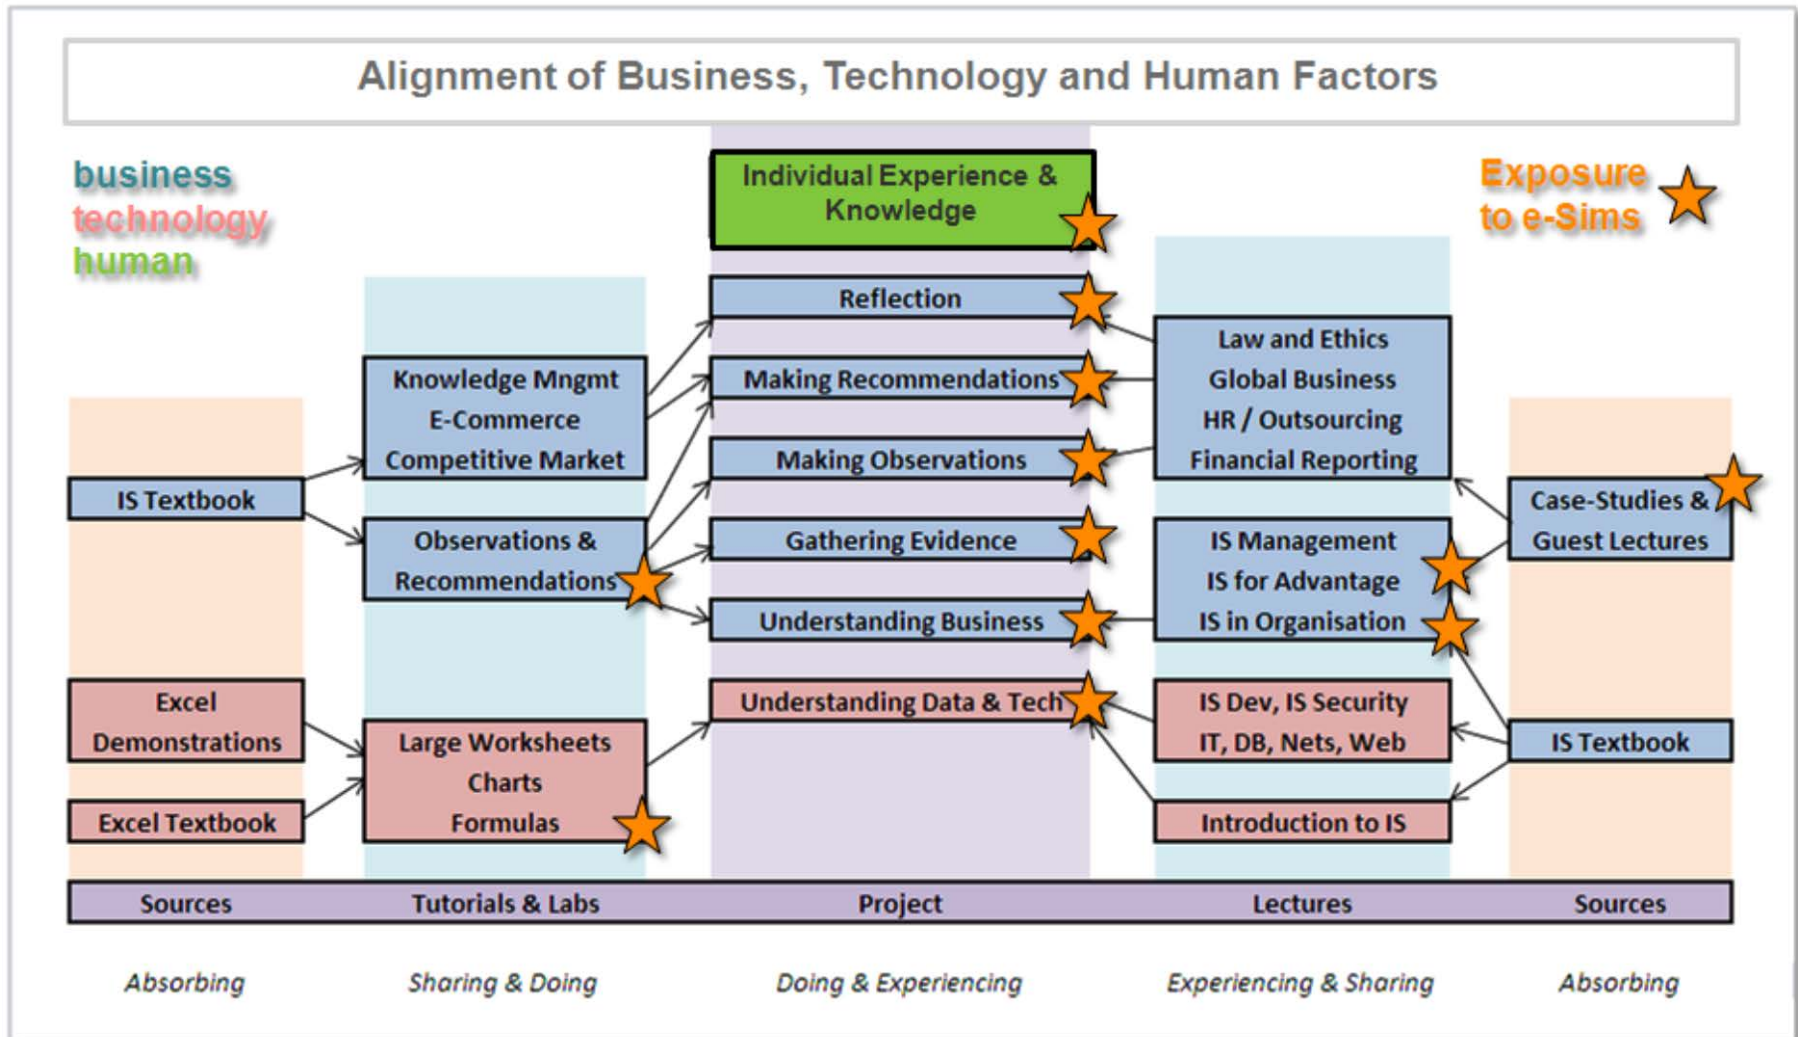 Alignment of Business, Technology and Human Factors
business
technology
human
Exposure
to e-Sims
Individual Experience &
Knowledge
Reflection
Making Recommendations
Making Observations
Gathering Evidence
Understanding Business
Understanding Data & Tech
IS Textbook
Excel
Demonstrations
Excel Textbook
Knowledge Mngmt
E-Commerce
Competitive Market
Observations &
Recommendations
Large Worksheets
Charts
Formulas
Law and Ethics
Global Business
HR / Outsourcing
Financial Reporting
IS Management
IS for Advantage
IS in Organisation
IS Dev, IS Security
IT, DB, Nets, Web
Introduction to IS
Case-Studies &
Guest Lectures
IS Textbook
Sources
Tutorials & Labs
Project
Lectures
Sources
Absorbing
Sharing & Doing
Doing & Experiencing
Experiencing & Sharing
Absorbing